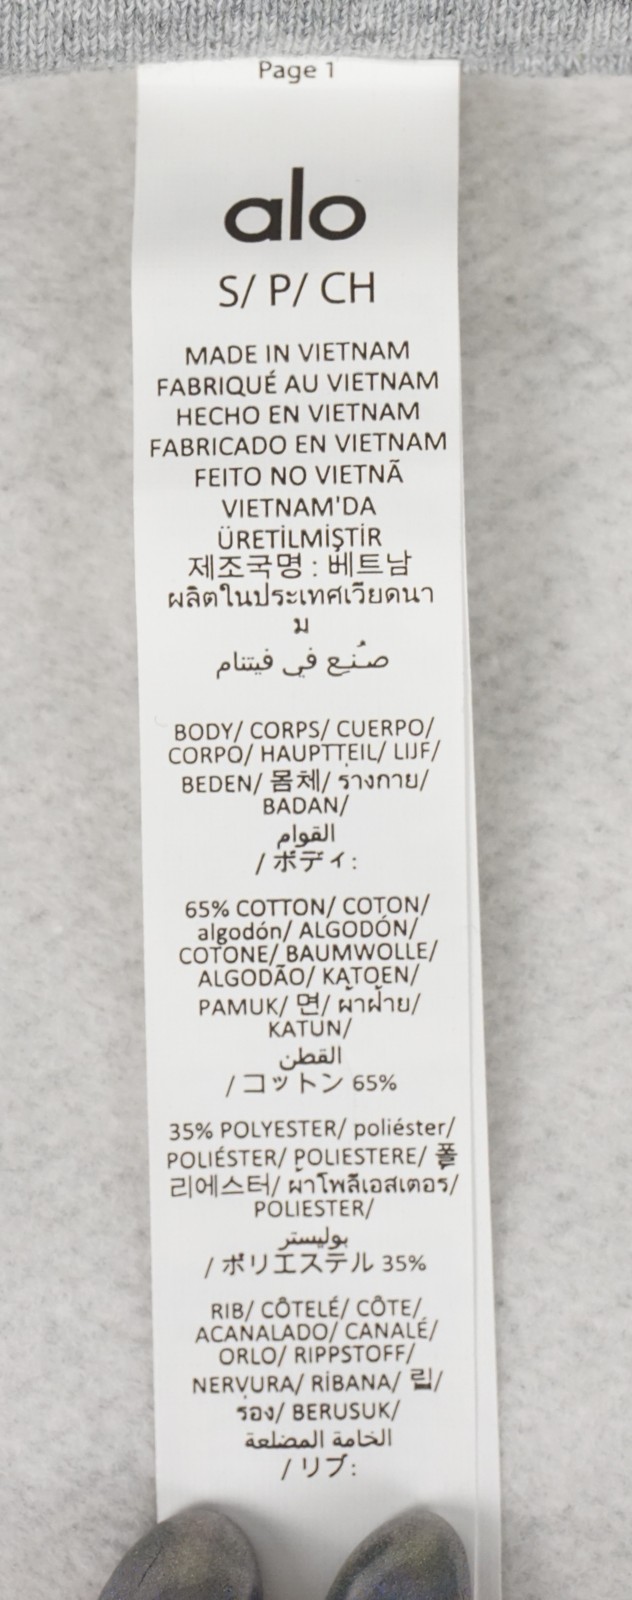 Page 1
alo
S/ P/ CH
MADE IN VIETNAM
FABRIQUÉ AU VIETNAM
HECHO EN VIETNAM
FABRICADO EN VIETNAM
FEITO NO VIETNÃ
VIETNAM'DA
ÜRETİLMİŞTİR
제조국명 : 베트남
ผลิตในประเทศเวียดนา
ม
صُنِع في فيتنام
BODY/ CORPS/ CUERPO/
CORPO/ HAUPTTEIL/ LIJF/
BEDEN/ 몸체/ ร่างกาย/
BADAN/
القوام
/ ボディ:
65% COTTON/ COTON/
algodón/ ALGODÓN/
COTONE/ BAUMWOLLE/
ALGODÃO/ KATOEN/
PAMUK/ 면/ ผ้าฝ้าย/
KATUN/
القطن
/ コットン 65%
35% POLYESTER/ poliéster/
POLIÉSTER/ POLIESTERE/ 폴
리에스터/ ผ้าโพลีเอสเตอร์/
POLIESTER/
بوليستر
/ ポリエステル 35%
RIB/ CÔTELÉ/ CÔTE/
ACANALADO/ CANALÉ/
ORLO/ RIPPSTOFF/
NERVURA/ RİBANA/ 립/
ร่อง/ BERUSUK/
الخامة المضلعة
/ リブ: